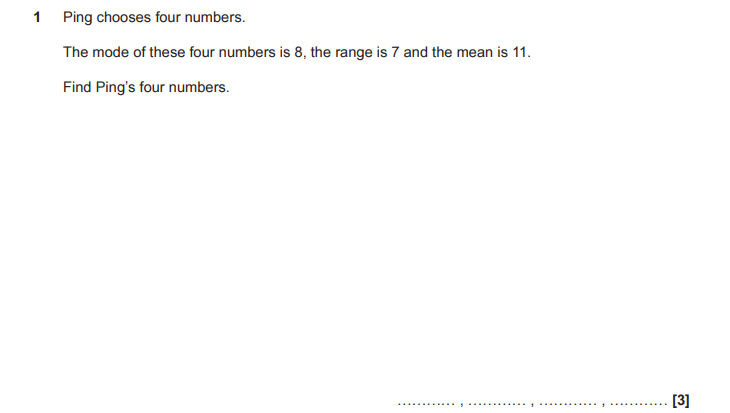 1 Ping chooses four numbers.
The mode of these four numbers is 8, the range is 7 and the mean is 11.
Find Ping's four numbers.
............ , ............ , ............ , ............ [3]